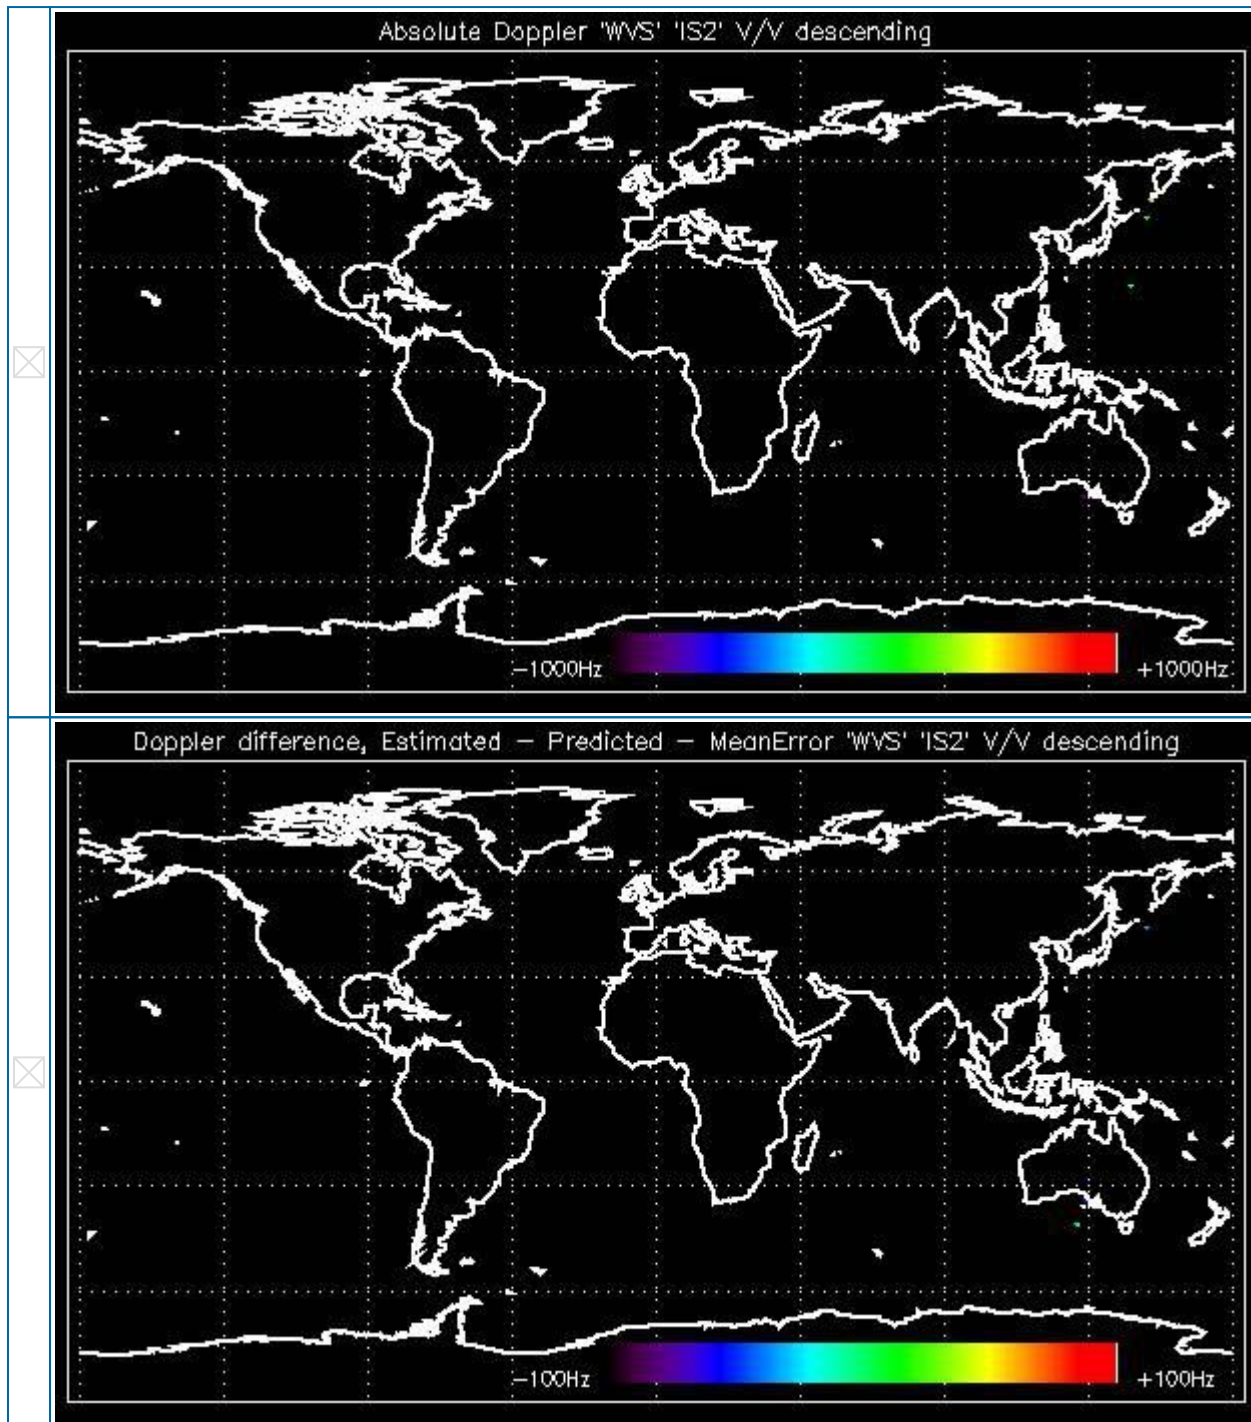 Absolute Doppler 'WVS' 'IS2' V/V descending
-1000Hz +1000Hz
Doppler difference, Estimated - Predicted - MeanError 'WVS' 'IS2' V/V descending
-100Hz +100Hz